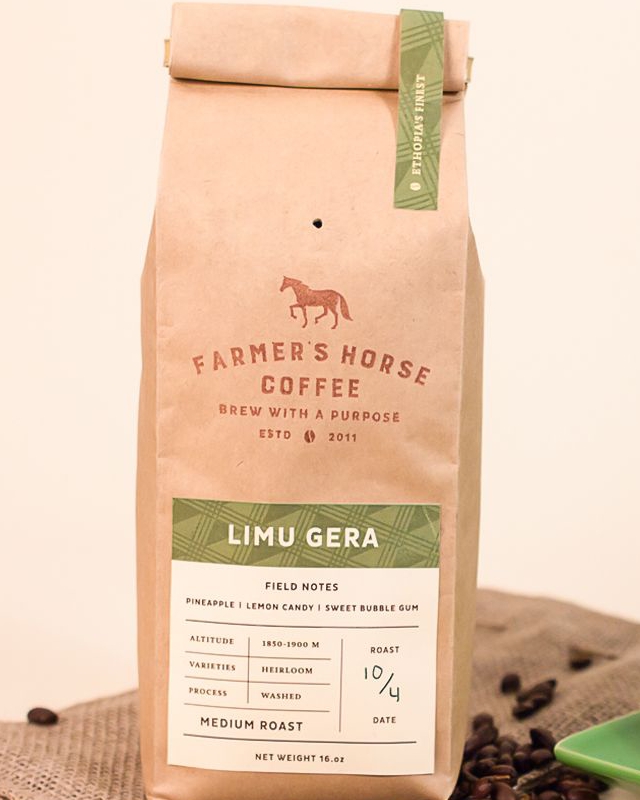 ETHOPIA'S FINEST
FARMER'S HORSE
COFFEE
BREW WITH A PURPOSE
ESTD 2011
LIMU GERA
FIELD NOTES
PINEAPPLE | LEMON CANDY | SWEET BUBBLE GUM
ALTITUDE 1850-1900 M
VARIETIES HEIRLOOM
PROCESS WASHED
MEDIUM ROAST
ROAST
10/4
DATE
NET WEIGHT 16.oz